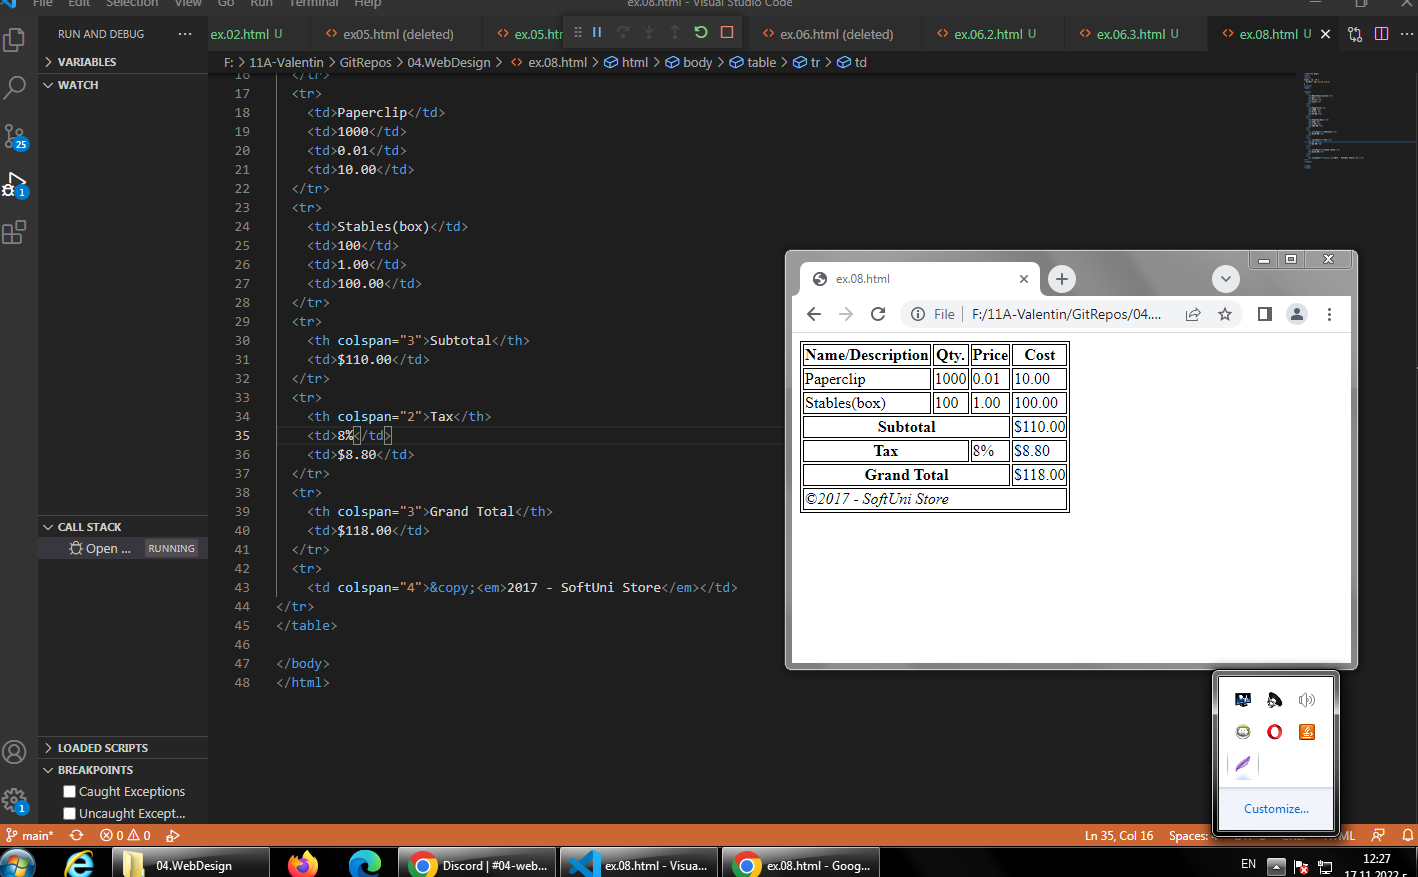 File Edit Selection View Go Run Terminal Help ex.08.html - Visual Studio Code
RUN AND DEBUG ···
ex.02.html U ex05.html (deleted) ex.05.htr ex.06.html (deleted) ex.06.2.html U ex.06.3.html U ex.08.html U
VARIABLES
WATCH
F: > 11A-Valentin > GitRepos > 04.WebDesign > <> ex.08.html > html > body > table > tr > td
16 </tr>
17 <tr>
18 <td>Paperclip</td>
19 <td>1000</td>
20 <td>0.01</td>
21 <td>10.00</td>
22 </tr>
23 <tr>
24 <td>Stables(box)</td>
25 <td>100</td>
26 <td>1.00</td>
27 <td>100.00</td>
28 </tr>
29 <tr>
30 <th colspan="3">Subtotal</th>
31 <td>$110.00</td>
32 </tr>
33 <tr>
34 <th colspan="2">Tax</th>
35 <td>8%</td>
36 <td>$8.80</td>
37 </tr>
38 <tr>
39 <th colspan="3">Grand Total</th>
40 <td>$118.00</td>
41 </tr>
42 <tr>
43 <td colspan="4">&copy;<em>2017 - SoftUni Store</em></td>
44 </tr>
45 </table>
46
47 </body>
48 </html>
25
1
1
CALL STACK
Open ... RUNNING
LOADED SCRIPTS
BREAKPOINTS
Caught Exceptions
Uncaught Except...
ex.08.html
File | F:/11A-Valentin/GitRepos/04....
Name/Description Qty. Price Cost
Paperclip 1000 0.01 10.00
Stables(box) 100 1.00 100.00
Subtotal $110.00
Tax 8% $8.80
Grand Total $118.00
©2017 - SoftUni Store
Customize...
main* 0 0 Ln 35, Col 16 Spaces:
04.WebDesign Discord | #04-web... ex.08.html - Visua... ex.08.html - Goog... EN 12:27
17.11.2022 г.